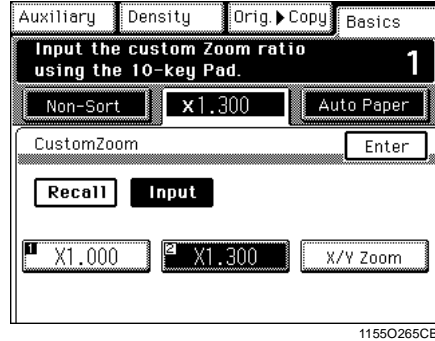 Auxiliary Density Orig.▶Copy Basics
Input the custom Zoom ratio
using the 10-key Pad.
1
Non-Sort x1.300 Auto Paper
CustomZoom Enter
Recall Input
1 X1.000 2 X1.300 X/Y Zoom
1155O265CB